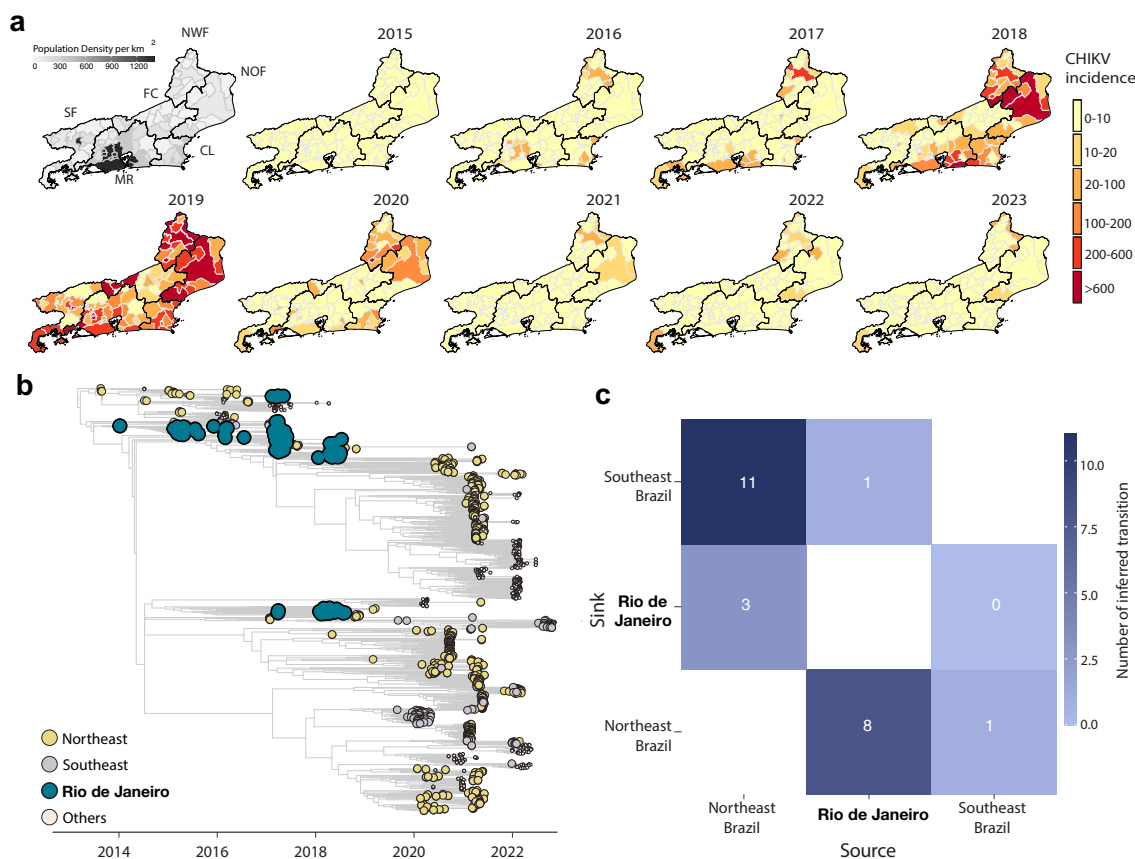 a
Population Density per km 2
0 300 600 900 1200
NWF
NOF
FC
SF
CL
MR
2015
2016
2017
2018
CHIKV
incidence
0-10
10-20
20-100
100-200
200-600
>600
2019
2020
2021
2022
2023
b
Northeast
Southeast
Rio de Janeiro
Others
2014 2016 2018 2020 2022
c
Southeast
Brazil
Rio de
Janeiro
Northeast
Brazil
Sink
11 1
3 0
8 1
Northeast
Brazil
Rio de Janeiro
Southeast
Brazil
Source
10.0
7.5
5.0
2.5
0.0
Number of inferred transition